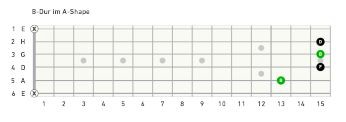 B-Dur im A-Shape
1 E X
2 H D
3 G B
4 D F
5 A B
6 E X
1 2 3 4 5 6 7 8 9 10 11 12 13 14 15